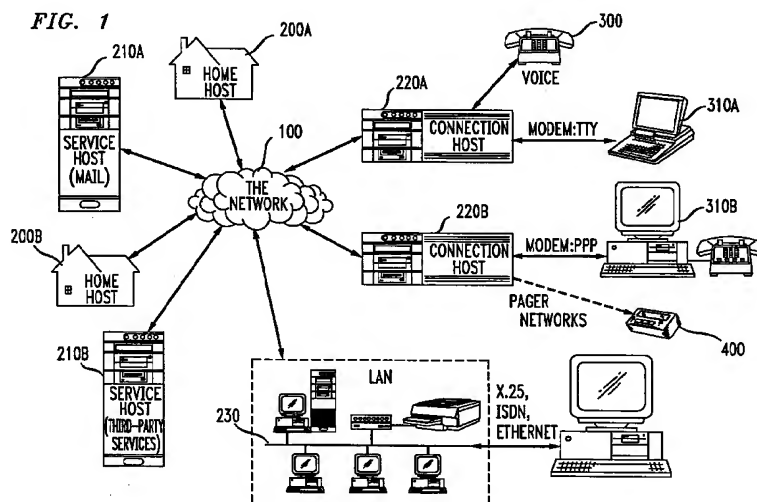 FIG. 1
210A
SERVICE
HOST
(MAIL)
200A
HOME
HOST
300
VOICE
220A
CONNECTION
HOST
MODEM:TTY
310A
100
THE
NETWORK
200B
HOME
HOST
220B
CONNECTION
HOST
MODEM:PPP
310B
PAGER
NETWORKS
400
210B
SERVICE
HOST
(THIRD-PARTY
SERVICES)
LAN
230
X.25,
ISDN,
ETHERNET